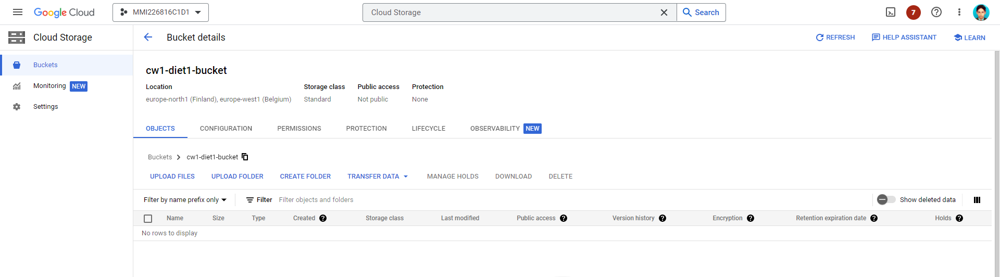 Google Cloud MMI226816C1D1 Cloud Storage Search 7
Cloud Storage Bucket details REFRESH HELP ASSISTANT LEARN
Buckets
Monitoring NEW
Settings
cw1-diet1-bucket
Location Storage class Public access Protection
europe-north1 (Finland), europe-west1 (Belgium) Standard Not public None
OBJECTS CONFIGURATION PERMISSIONS PROTECTION LIFECYCLE OBSERVABILITY NEW
Buckets cw1-diet1-bucket
UPLOAD FILES UPLOAD FOLDER CREATE FOLDER TRANSFER DATA MANAGE HOLDS DOWNLOAD DELETE
Filter by name prefix only Filter Filter objects and folders Show deleted data
Name Size Type Created Storage class Last modified Public access Version history Encryption Retention expiration date Holds
No rows to display